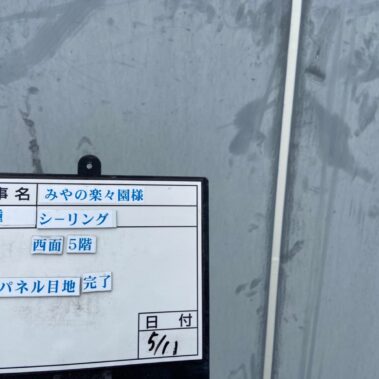 事名 みやの楽々園様
シーリング
西面 5階
パネル目地 完了
日付
5/11